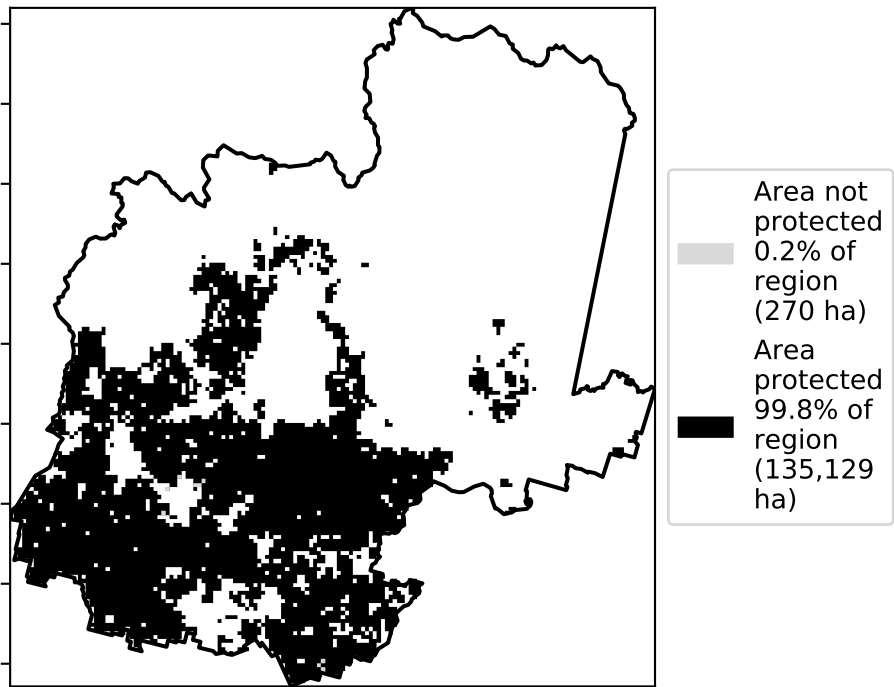 Area not
protected
0.2% of
region
(270 ha)
Area
protected
99.8% of
region
(135,129
ha)